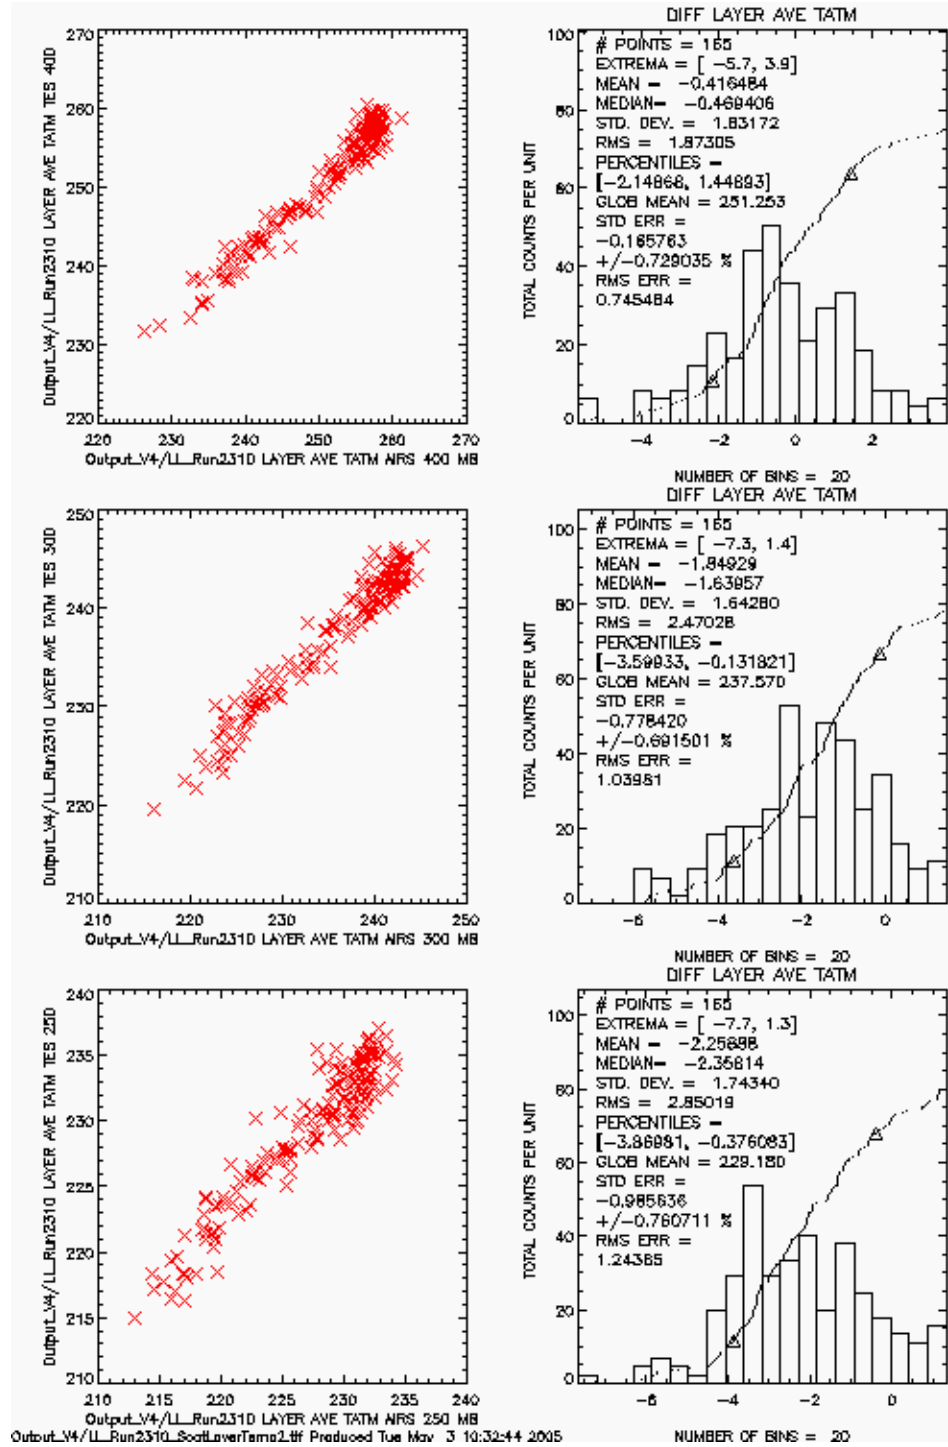 DIFF LAYER AVE TATM
Output_V4/LL_Run2310 LAYER AVE TATM TES 400
270
260
250
240
230
220
220 230 240 250 260 270
Output_V4/LL_Run2310 LAYER AVE TATM AIRS 400 MB
TOTAL COUNTS PER UNIT
100
80
60
40
20
0
# POINTS = 165
EXTREMA = [ -5.7, 3.9]
MEAN = -0.416484
MEDIAN= -0.469406
STD. DEV. = 1.83172
RMS = 1.87305
PERCENTILES =
[-2.14868, 1.44893]
GLOB MEAN = 251.253
STD ERR =
-0.165763
+/-0.729035 %
RMS ERR =
0.745484
-4 -2 0 2
NUMBER OF BINS = 20
DIFF LAYER AVE TATM
Output_V4/LL_Run2310 LAYER AVE TATM TES 300
250
240
230
220
210
210 220 230 240 250
Output_V4/LL_Run2310 LAYER AVE TATM AIRS 300 MB
TOTAL COUNTS PER UNIT
100
80
60
40
20
0
# POINTS = 165
EXTREMA = [ -7.3, 1.4]
MEAN = -1.84929
MEDIAN= -1.63957
STD. DEV. = 1.64280
RMS = 2.47028
PERCENTILES =
[-3.59933, -0.131821]
GLOB MEAN = 237.570
STD ERR =
-0.778420
+/-0.691501 %
RMS ERR =
1.03981
-6 -4 -2 0
NUMBER OF BINS = 20
DIFF LAYER AVE TATM
Output_V4/LL_Run2310 LAYER AVE TATM TES 250
240
235
230
225
220
215
210
210 215 220 225 230 235 240
Output_V4/LL_Run2310 LAYER AVE TATM AIRS 250 MB
TOTAL COUNTS PER UNIT
100
80
60
40
20
0
# POINTS = 165
EXTREMA = [ -7.7, 1.3]
MEAN = -2.25898
MEDIAN= -2.35614
STD. DEV. = 1.74340
RMS = 2.85019
PERCENTILES =
[-3.86981, -0.376083]
GLOB MEAN = 229.180
STD ERR =
-0.985636
+/-0.760711 %
RMS ERR =
1.24365
-6 -4 -2 0
NUMBER OF BINS = 20
Output_V4/LL_Run2310_ScatLayerTemp2.tif Produced Tue May 3 10:32:44 2005